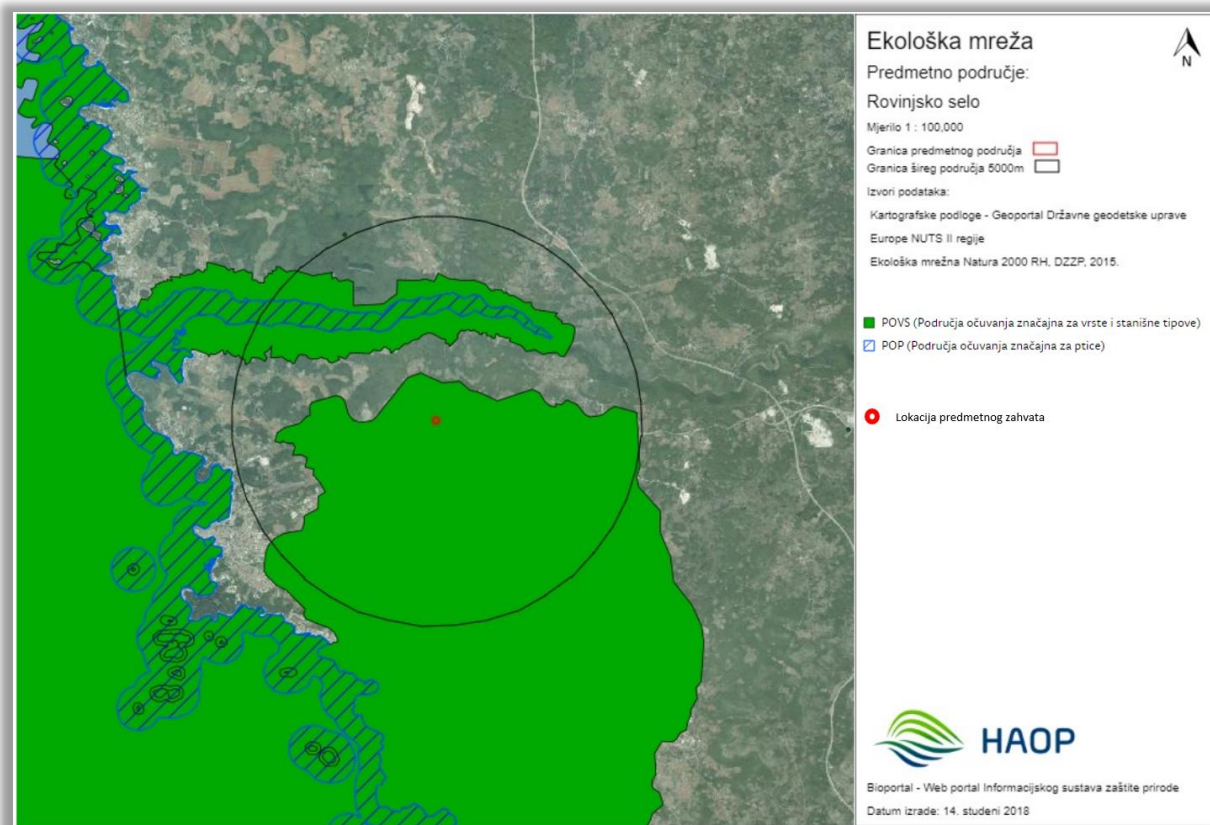 Ekološka mreža
N
Predmetno područje:
Rovinjsko selo
Mjerilo 1 : 100,000
Granica predmetnog područja
Granica šireg područja 5000m
Izvori podataka:
Kartografske podloge - Geoportal Državne geodetske uprave
Europe NUTS II regije
Ekološka mrežna Natura 2000 RH, DZZP, 2015.
POVS (Područja očuvanja značajna za vrste i stanišne tipove)
POP (Područja očuvanja značajna za ptice)
Lokacija predmetnog zahvata
HAOP
Bioportal - Web portal Informacijskog sustava zaštite prirode
Datum izrade: 14. studeni 2018